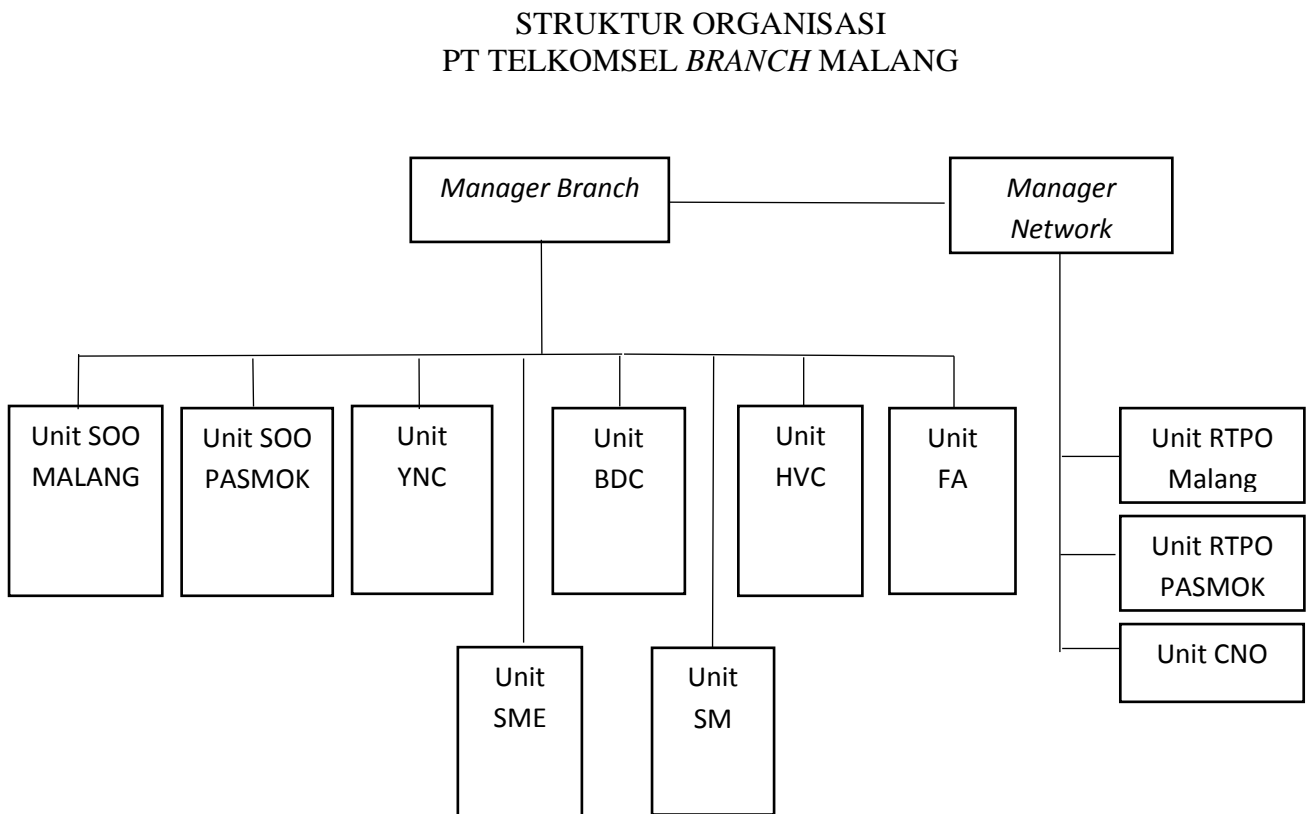 STRUKTUR ORGANISASI
PT TELKOMSEL BRANCH MALANG
Manager Branch
Manager
Network
Unit SOO
MALANG
Unit SOO
PASMOK
Unit
YNC
Unit
BDC
Unit
HVC
Unit
FA
Unit RTPO
Malang
Unit RTPO
PASMOK
Unit CNO
Unit
SME
Unit
SM